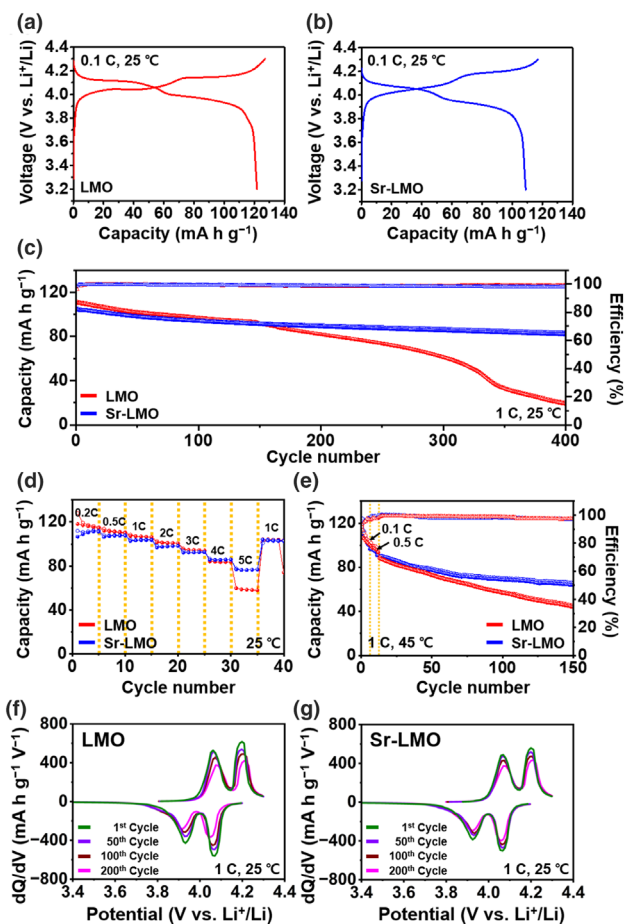 (a)
4.4
4.2
4.0
3.8
3.6
3.4
3.2
0.1 C, 25 ℃
LMO
Voltage (V vs. Li⁺/Li)
0 20 40 60 80 100 120 140
Capacity (mA h g⁻¹)
(b)
4.4
4.2
4.0
3.8
3.6
3.4
3.2
0.1 C, 25 ℃
Sr-LMO
Voltage (V vs. Li⁺/Li)
0 20 40 60 80 100 120 140
Capacity (mA h g⁻¹)
(c)
Capacity (mA h g⁻¹)
120
80
40
0
LMO
Sr-LMO
1 C, 25 ℃
100
80
60
40
20
0
Efficiency (%)
0 100 200 300 400
Cycle number
(d)
Capacity (mA h g⁻¹)
160
120
80
40
0
0.2C
0.5C
1C
2C
3C
4C
5C
1C
LMO
Sr-LMO
25 ℃
0 10 20 30 40
Cycle number
(e)
Capacity (mA h g⁻¹)
160
120
80
40
0
0.1 C
0.5 C
LMO
Sr-LMO
1 C, 45 ℃
100
80
60
40
20
0
Efficiency (%)
0 50 100 150
Cycle number
(f)
dQ/dV (mA h g⁻¹ V⁻¹)
800
400
0
−400
−800
LMO
1st Cycle
50th Cycle
100th Cycle
200th Cycle
1 C, 25 ℃
3.4 3.6 3.8 4.0 4.2 4.4
Potential (V vs. Li⁺/Li)
(g)
dQ/dV (mA h g⁻¹ V⁻¹)
800
400
0
−400
−800
Sr-LMO
1st Cycle
50th Cycle
100th Cycle
200th Cycle
1 C, 25 ℃
3.4 3.6 3.8 4.0 4.2 4.4
Potential (V vs. Li⁺/Li)